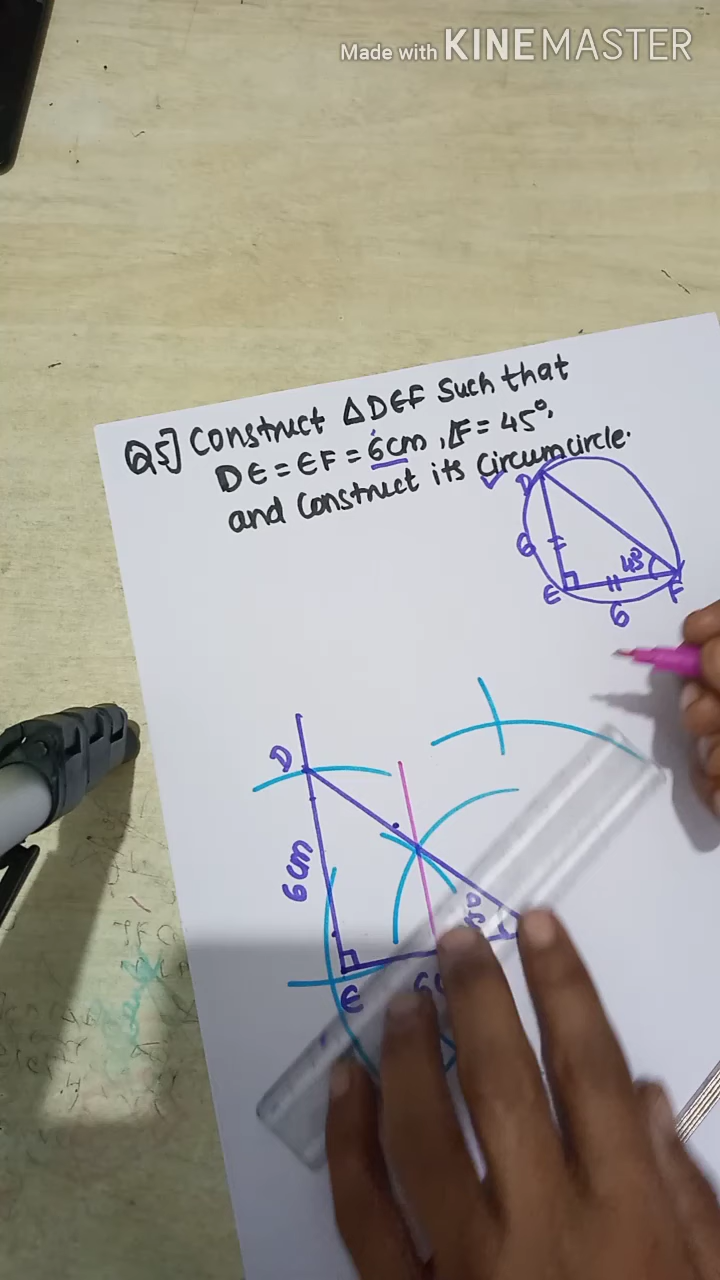 Made with KINEMASTER
Q5] Construct △DEF Such that
DE = EF = 6cm, ∠F = 45°,
and Construct its Circumcircle.
D
6
45°
E
F
6
D
6cm
E